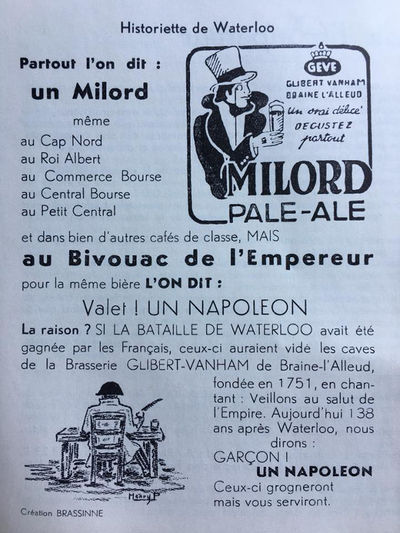 Historiette de Waterloo
Partout l'on dit :
un Milord
même
au Cap Nord
au Roi Albert
au Commerce Bourse
au Central Bourse
au Petit Central
GEVE
GLIBERT VANHAM
BRAINE L'ALLEUD
un vrai délice
DEGUSTEZ
partout
MILORD
PALE-ALE
et dans bien d'autres cafés de classe, MAIS
au Bivouac de l'Empereur
pour la même bière L'ON DIT :
Valet ! UN NAPOLEON
La raison ? SI LA BATAILLE DE WATERLOO avait été
gagnée par les Français, ceux-ci auraient vidé les caves
de la Brasserie GLIBERT-VANHAM de Braine-l'Alleud,
fondée en 1751, en chan-
tant : Veillons au salut de
l'Empire. Aujourd'hui 138
ans après Waterloo, nous
dirons :
GARÇON !
UN NAPOLEON
Ceux-ci grogneront
mais vous serviront.
Henry P
Création BRASSINNE